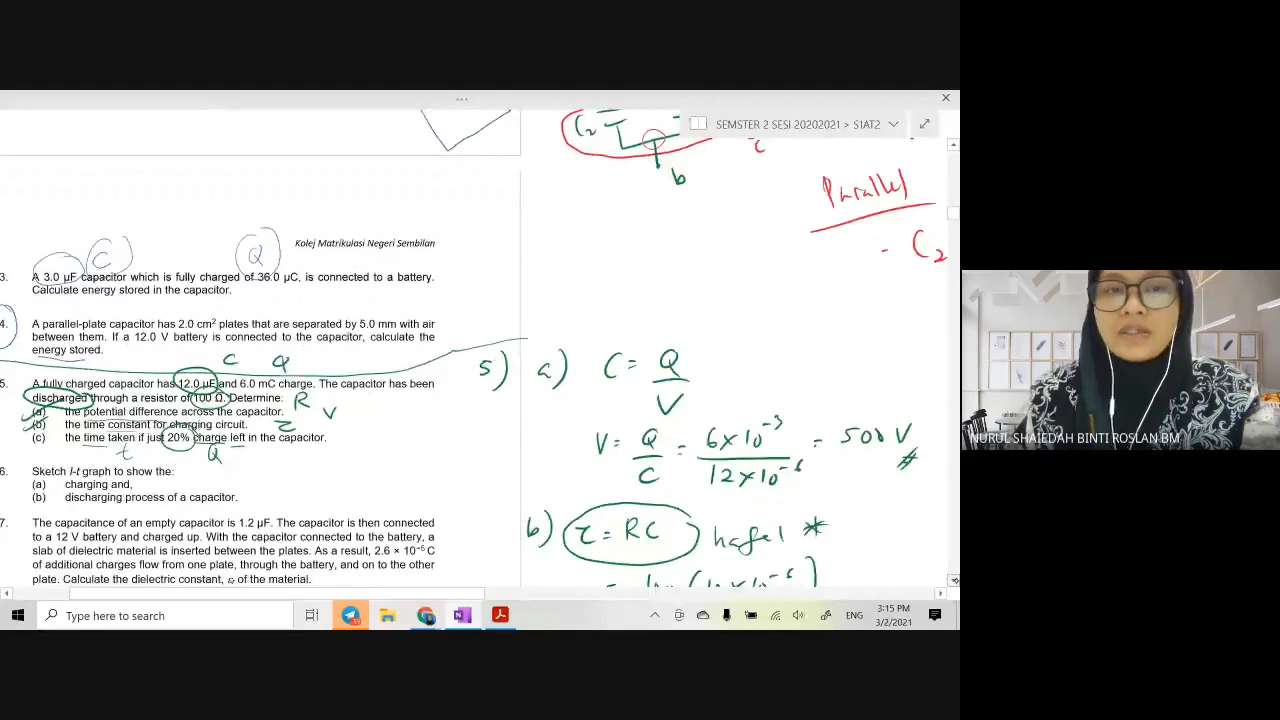 C2
b
c
SEMSTER 2 SESI 20202021 > S1AT2
Parallel
- C2
Kolej Matrikulasi Negeri Sembilan
C
Q
3. A 3.0 µF capacitor which is fully charged of 36.0 µC, is connected to a battery.
Calculate energy stored in the capacitor.
4. A parallel-plate capacitor has 2.0 cm² plates that are separated by 5.0 mm with air
between them. If a 12.0 V battery is connected to the capacitor, calculate the
energy stored.
C Q
5. A fully charged capacitor has 12.0 µF and 6.0 mC charge. The capacitor has been
discharged through a resistor of 100 Ω. Determine:
R
(a) the potential difference across the capacitor.
V
(b) the time constant for charging circuit.
τ
(c) the time taken if just 20% charge left in the capacitor.
t Q
6. Sketch I-t graph to show the:
(a) charging and,
(b) discharging process of a capacitor.
7. The capacitance of an empty capacitor is 1.2 µF. The capacitor is then connected
to a 12 V battery and charged up. With the capacitor connected to the battery, a
slab of dielectric material is inserted between the plates. As a result, 2.6 × 10⁻⁵ C
of additional charges flow from one plate, through the battery, and on to the other
plate. Calculate the dielectric constant, εr of the material.
5) a) C = Q/V
V = Q/C = 6×10⁻³/12×10⁻⁶ = 500 V
b) τ = RC hafal *
NURUL SHAIEDAH BINTI ROSLAN BM
Type here to search
ENG
3:15 PM
3/2/2021